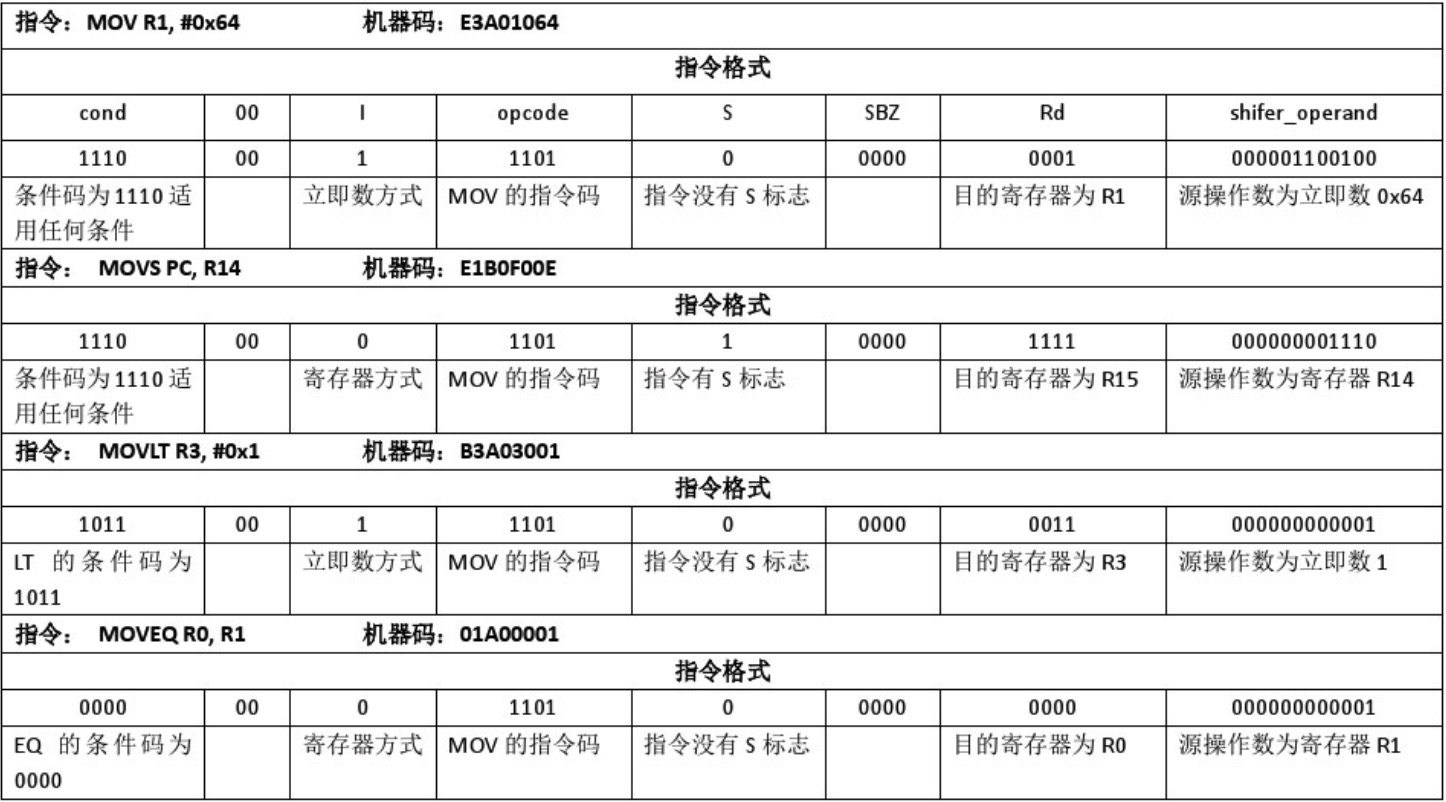 指令：MOV R1, #0x64 机器码：E3A01064
指令格式
cond 00 I opcode S SBZ Rd shifer_operand
1110 00 1 1101 0 0000 0001 000001100100
条件码为1110适 立即数方式 MOV 的指令码 指令没有 S 标志 目的寄存器为 R1 源操作数为立即数 0x64
用任何条件
指令： MOVS PC, R14 机器码：E1B0F00E
指令格式
1110 00 0 1101 1 0000 1111 000000001110
条件码为1110适 寄存器方式 MOV 的指令码 指令有 S 标志 目的寄存器为 R15 源操作数为寄存器 R14
用任何条件
指令： MOVLT R3, #0x1 机器码：B3A03001
指令格式
1011 00 1 1101 0 0000 0011 000000000001
LT 的条件码为 立即数方式 MOV 的指令码 指令没有 S 标志 目的寄存器为 R3 源操作数为立即数 1
1011
指令： MOVEQ R0, R1 机器码：01A00001
指令格式
0000 00 0 1101 0 0000 0000 000000000001
EQ 的条件码为 寄存器方式 MOV 的指令码 指令没有 S 标志 目的寄存器为 R0 源操作数为寄存器 R1
0000